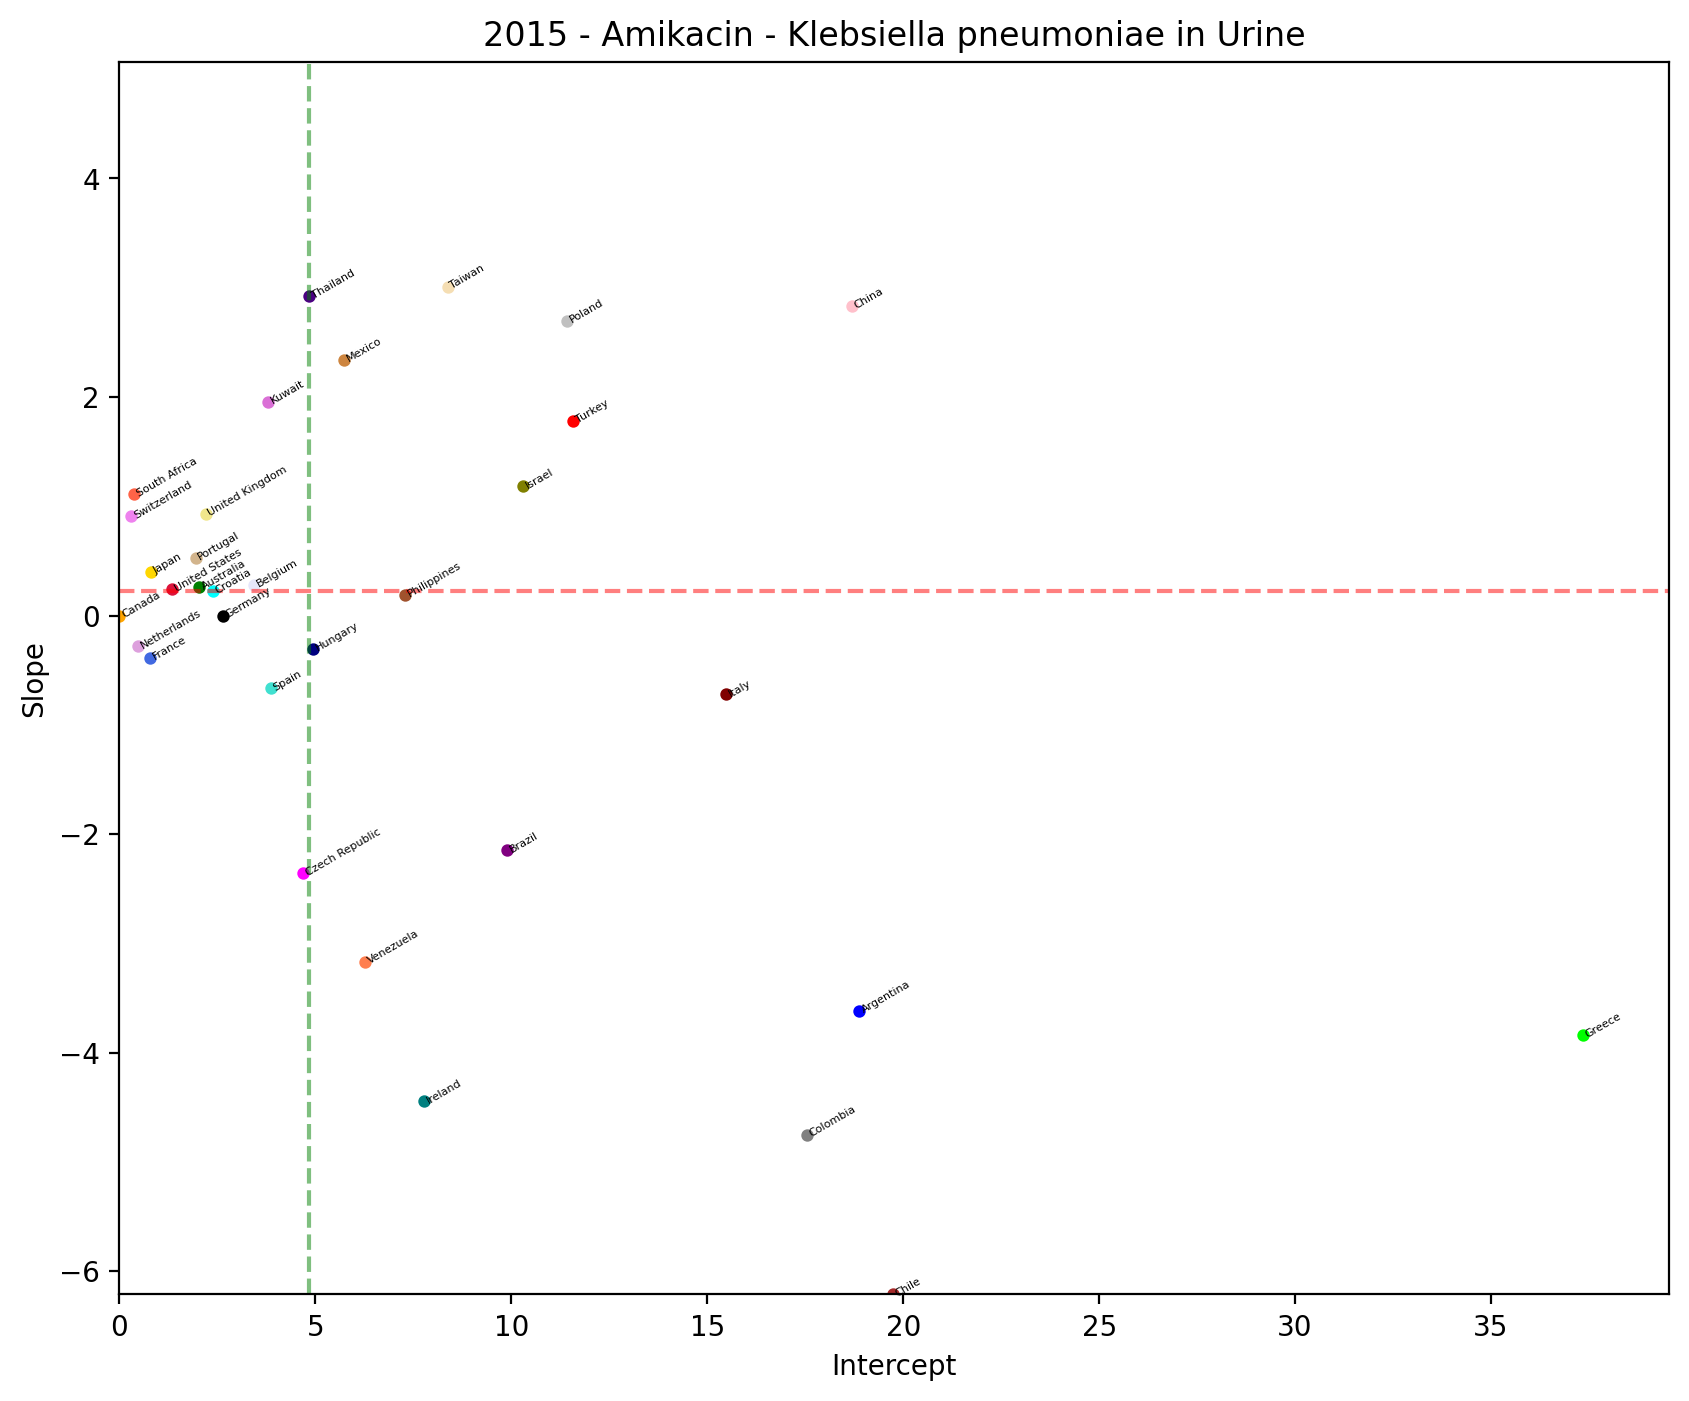 2015 - Amikacin - Klebsiella pneumoniae in Urine
4
2
0
−2
−4
−6
Slope
Thailand
Taiwan
China
Poland
Mexico
Kuwait
Turkey
South Africa
Israel
Switzerland
United Kingdom
Portugal
Japan
United States
Australia
Croatia
Belgium
Philippines
Canada
Germany
Netherlands
France
Hungary
Spain
Italy
Brazil
Czech Republic
Venezuela
Argentina
Greece
Ireland
Colombia
Chile
0
5
10
15
20
25
30
35
Intercept